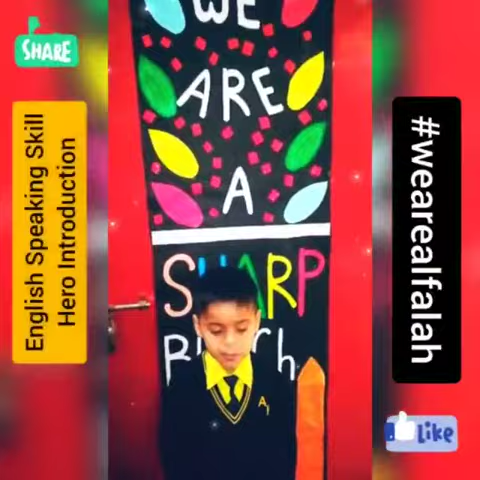 SHARE
English Speaking Skill
Hero Introduction
WE
ARE
A
SHARP
#wearealfalah
Like